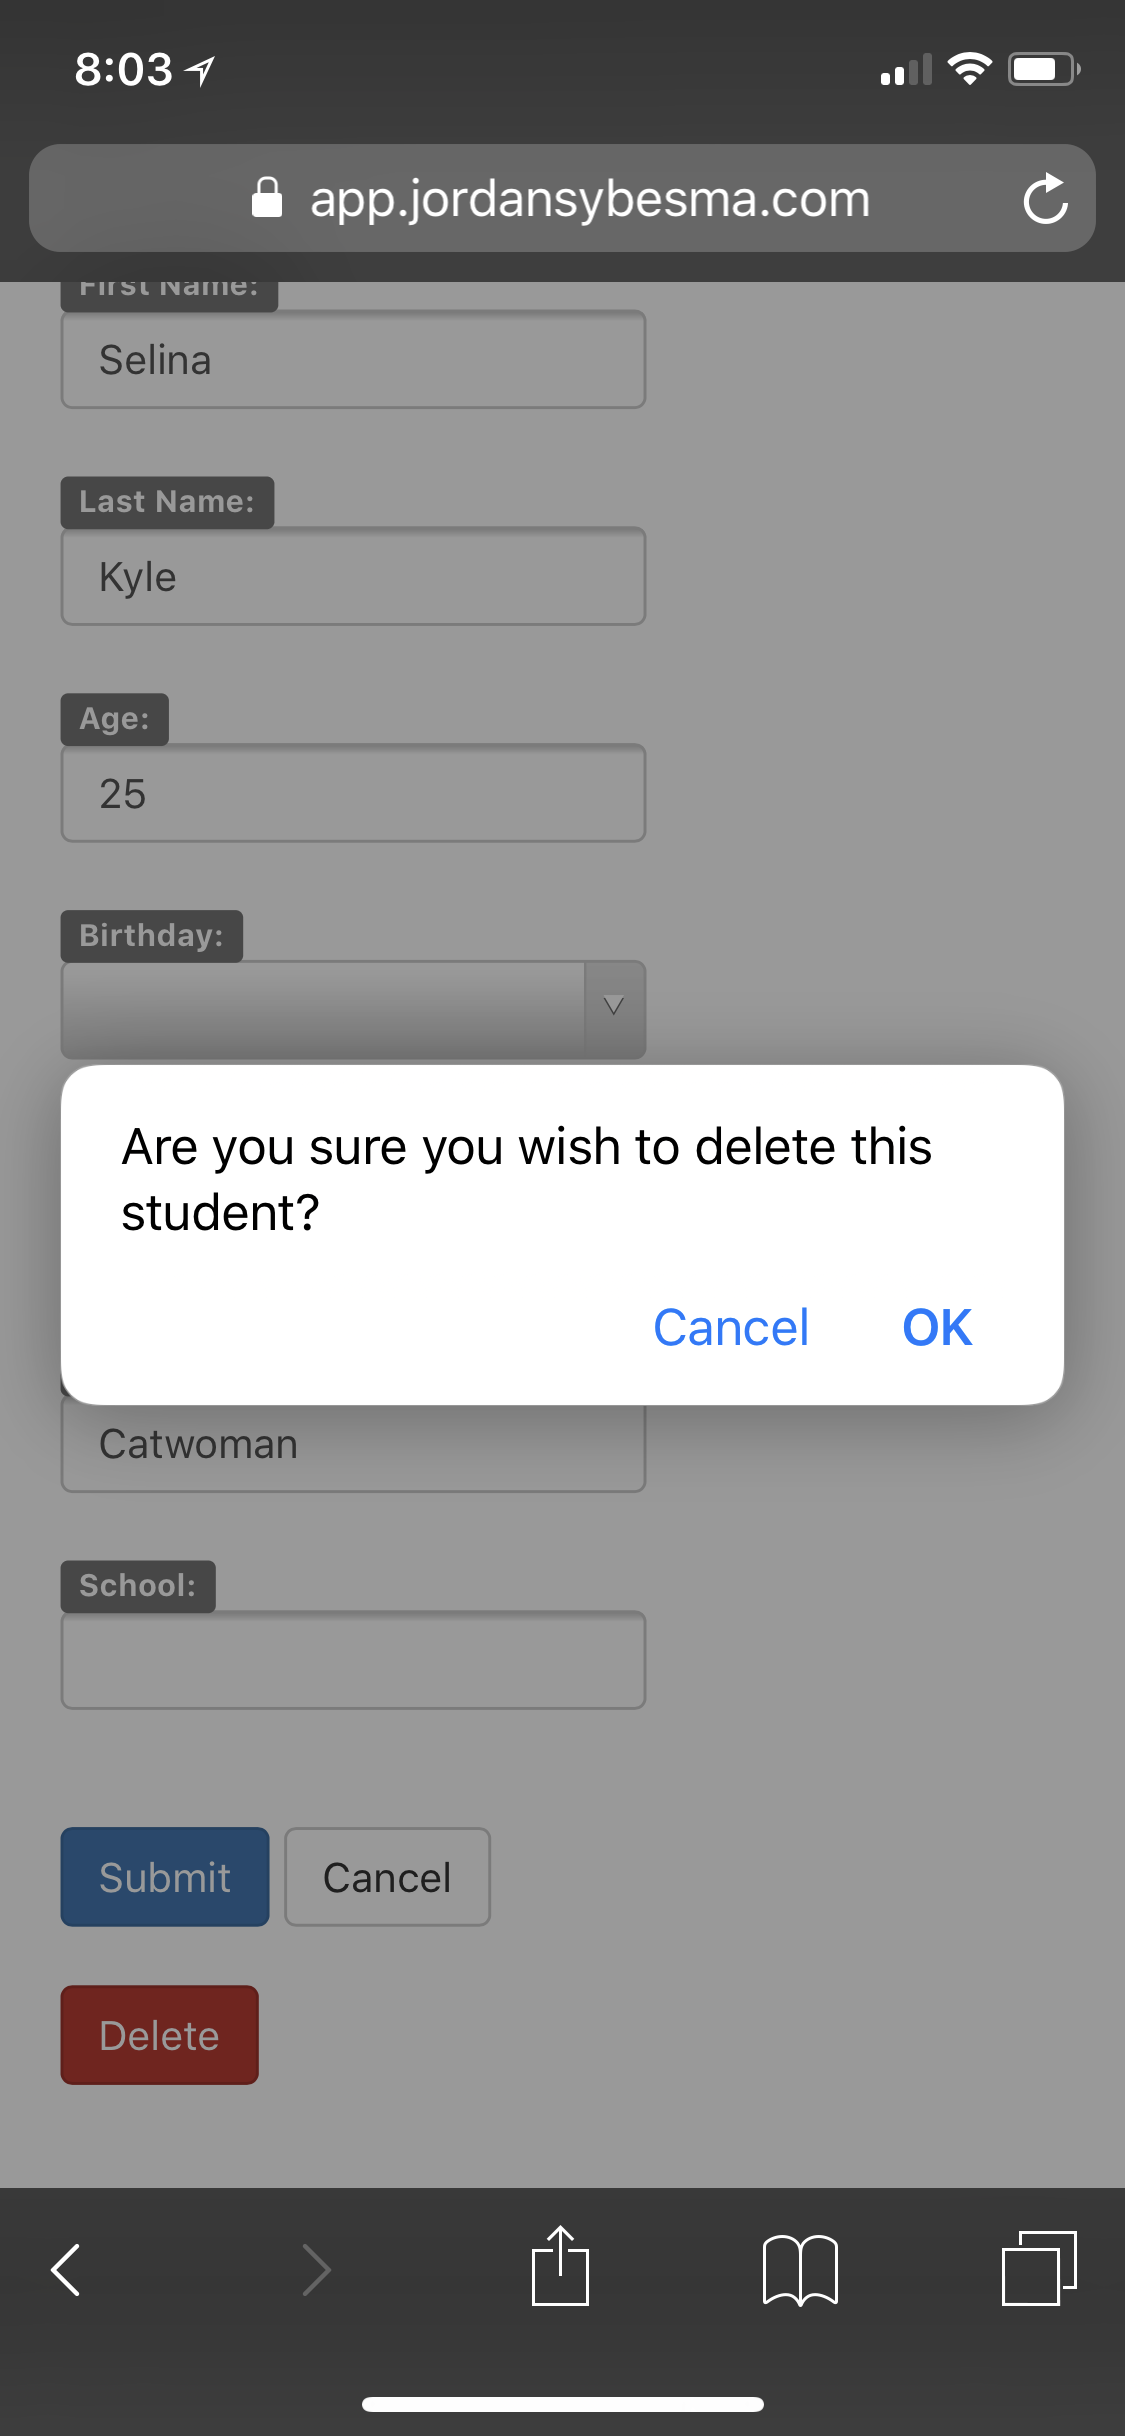 8:03
app.jordansybesma.com
First Name:
Selina
Last Name:
Kyle
Age:
25
Birthday:
Are you sure you wish to delete this
student?
Cancel
OK
Catwoman
School:
Submit
Cancel
Delete